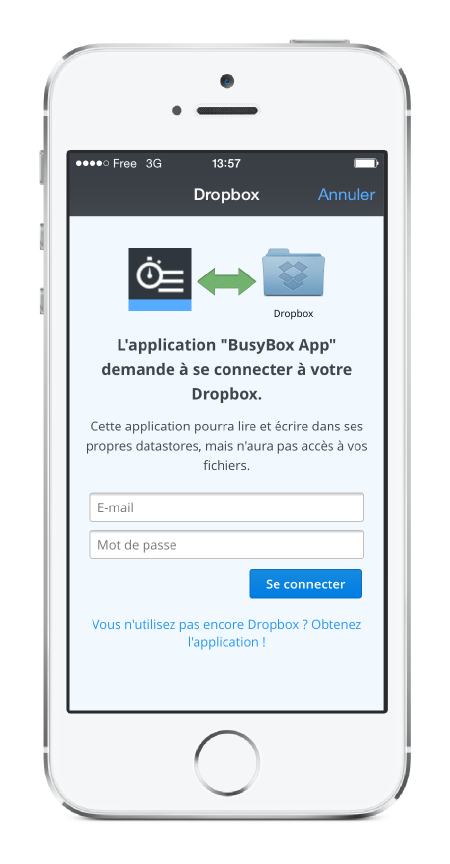 Free 3G 13:57
Dropbox Annuler
Dropbox
L'application "BusyBox App"
demande à se connecter à votre
Dropbox.
Cette application pourra lire et écrire dans ses
propres datastores, mais n'aura pas accès à vos
fichiers.
E-mail
Mot de passe
Se connecter
Vous n'utilisez pas encore Dropbox ? Obtenez
l'application !